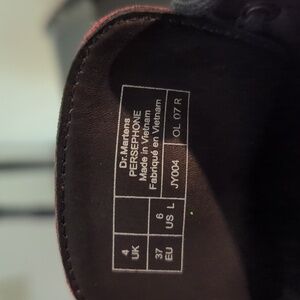 Dr.Martens
PERSEPHONE
Made in Vietnam
Fabriqué en Vietnam
JY004
OL 07 R
6
US L
4
UK
37
EU